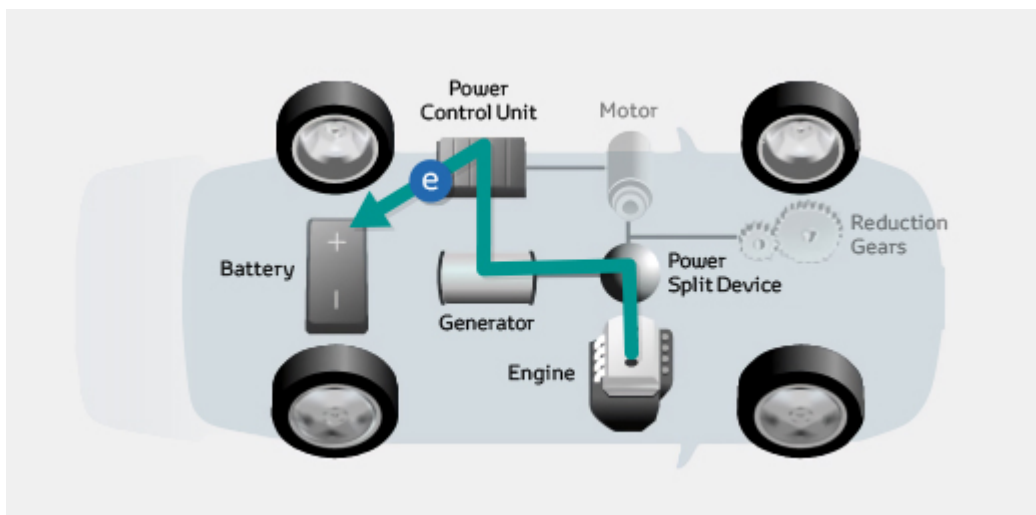 Power
Control Unit
Motor
e
Reduction
Gears
+
Battery
Power
Split Device
Generator
Engine